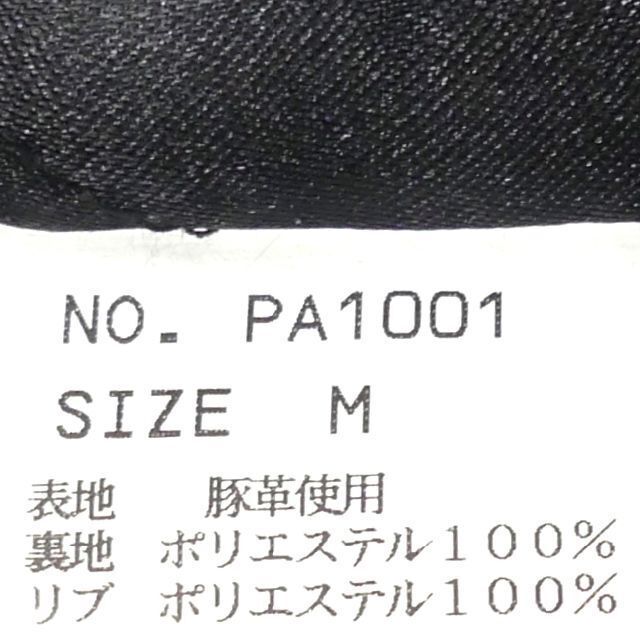 NO. PA1001
SIZE M
表地 豚革使用
裏地 ポリエステル１００％
リブ ポリエステル１００％